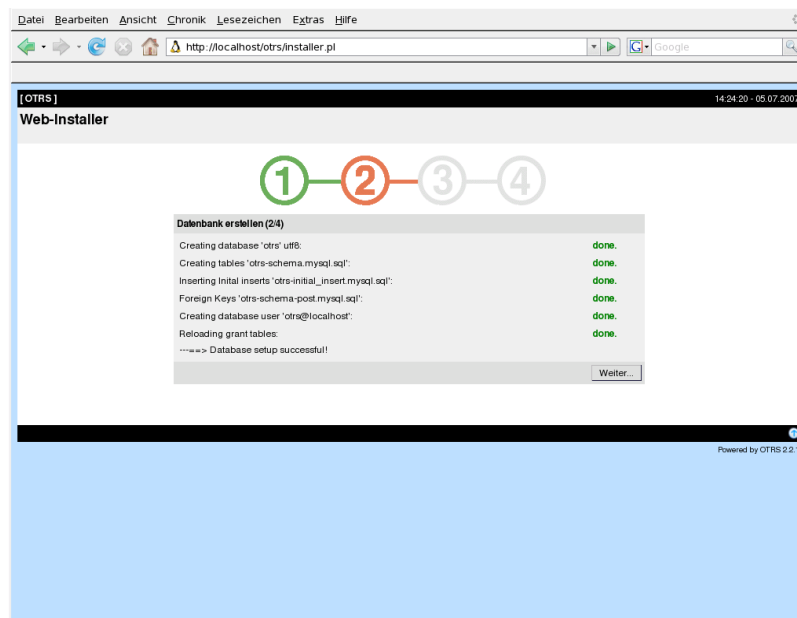 Datei Bearbeiten Ansicht Chronik Lesezeichen Extras Hilfe
http://localhost/otrs/installer.pl
G Google
[ OTRS ] 14:24:20 - 05.07.2007
Web-Installer
1 2 3 4
Datenbank erstellen (2/4)
Creating database 'otrs' utf8: done.
Creating tables 'otrs-schema.mysql.sql': done.
Inserting Inital inserts 'otrs-initial_insert.mysql.sql': done.
Foreign Keys 'otrs-schema-post.mysql.sql': done.
Creating database user 'otrs@localhost': done.
Reloading grant tables: done.
---==> Database setup successful!
Weiter...
Powered by OTRS 2.2.